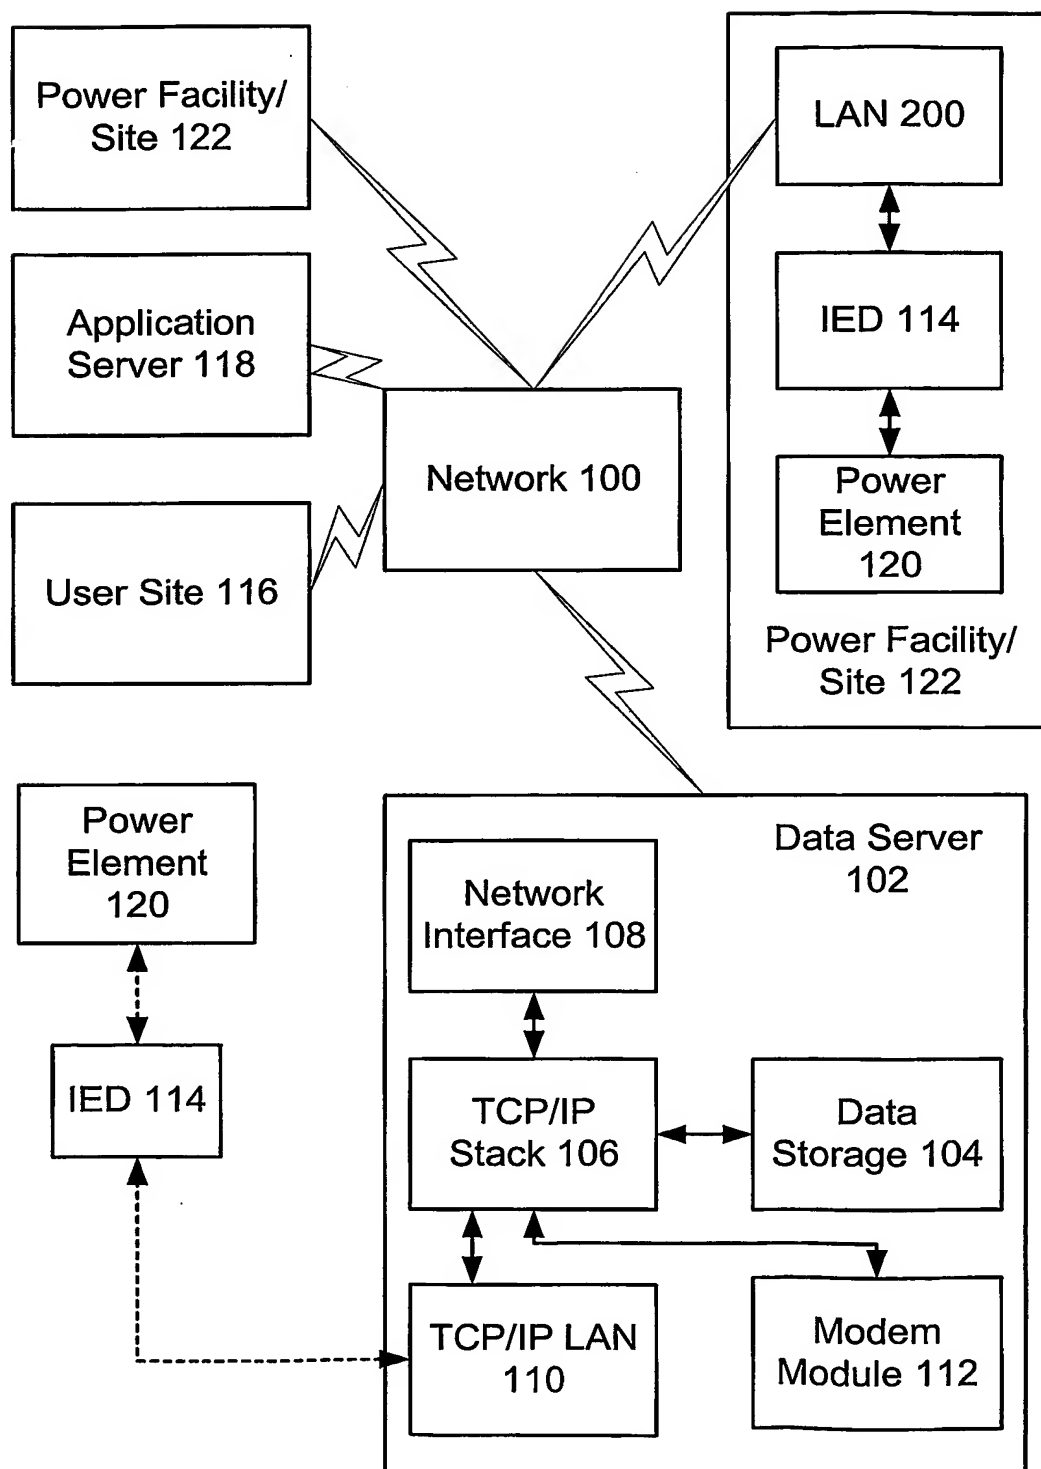 Power Facility/
Site 122
LAN 200
Application
Server 118
IED 114
Network 100
Power
Element
120
User Site 116
Power Facility/
Site 122
Power
Element
120
Data Server
102
Network
Interface 108
IED 114
TCP/IP
Stack 106
Data
Storage 104
TCP/IP LAN
110
Modem
Module 112